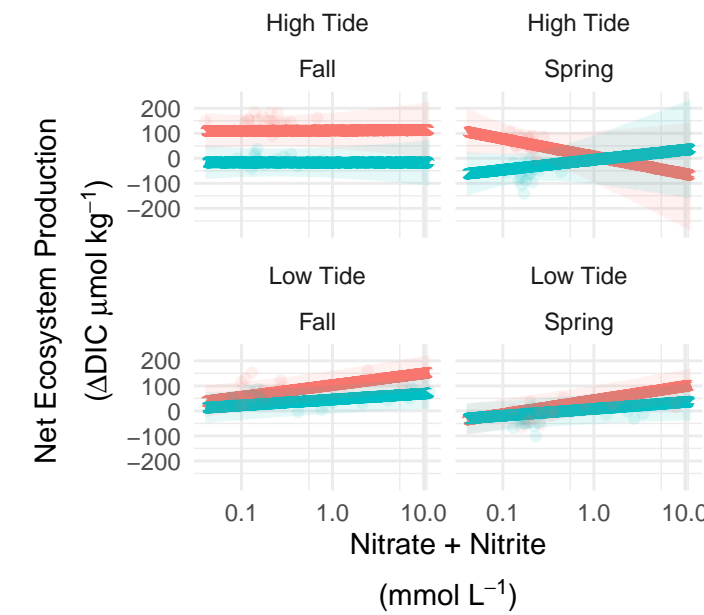 High Tide
High Tide
Fall
Spring
200
100
0
−100
−200
Low Tide
Low Tide
Fall
Spring
200
100
0
−100
−200
0.1
1.0
10.0
0.1
1.0
10.0
Nitrate + Nitrite
(mmol L⁻¹)
Net Ecosystem Production
(ΔDIC μmol kg⁻¹)